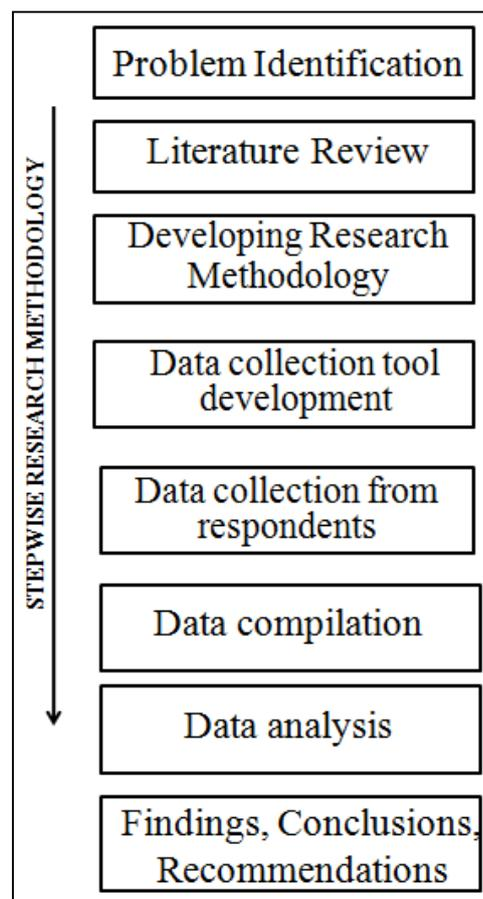 Problem Identification
Literature Review
Developing Research
Methodology
Data collection tool
development
Data collection from
respondents
Data compilation
Data analysis
Findings, Conclusions,
Recommendations
STEPWISE RESEARCH METHODOLOGY